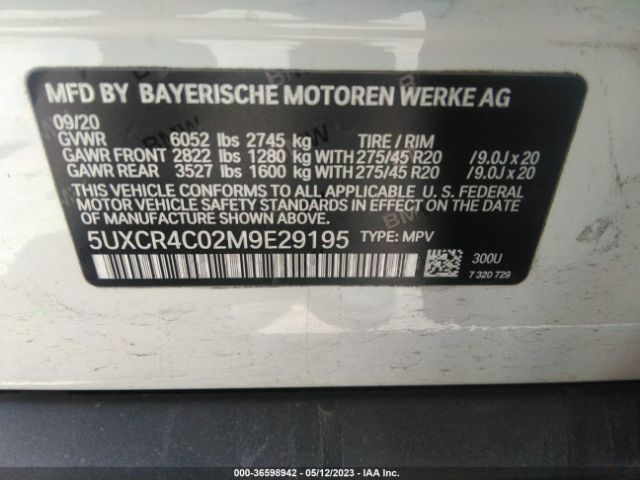 MFD BY BAYERISCHE MOTOREN WERKE AG
09/20
GVWR 6052 lbs 2745 kg TIRE / RIM
GAWR FRONT 2822 lbs 1280 kg WITH 275/45 R20 / 9.0J x 20
GAWR REAR 3527 lbs 1600 kg WITH 275/45 R20 / 9.0J x 20
THIS VEHICLE CONFORMS TO ALL APPLICABLE U. S. FEDERAL
MOTOR VEHICLE SAFETY STANDARDS IN EFFECT ON THE
DATE OF MANUFACTURE SHOWN ABOVE.
5UXCR4C02M9E29195 TYPE: MPV
300U
7 320 729
000-36598942 - 05/12/2023 - IAA Inc.